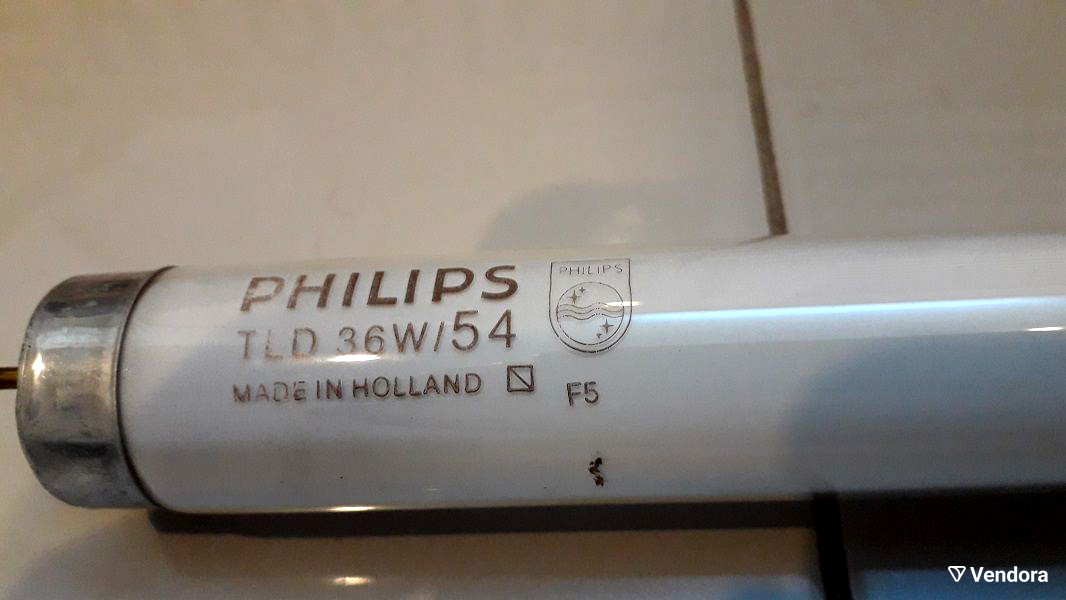 PHILIPS
TLD 36W/54
MADE IN HOLLAND
F5
PHILIPS
Vendora